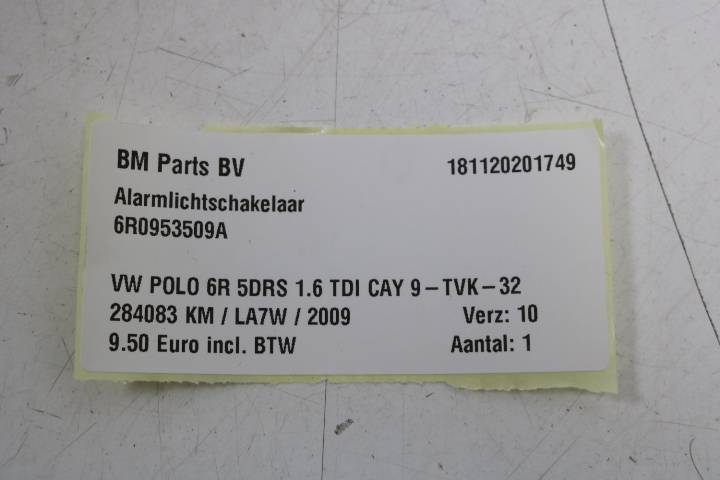 BM Parts BV 181120201749
Alarmlichtschakelaar
6R0953509A
VW POLO 6R 5DRS 1.6 TDI CAY 9-TVK-32
284083 KM / LA7W / 2009 Verz: 10
9.50 Euro incl. BTW Aantal: 1